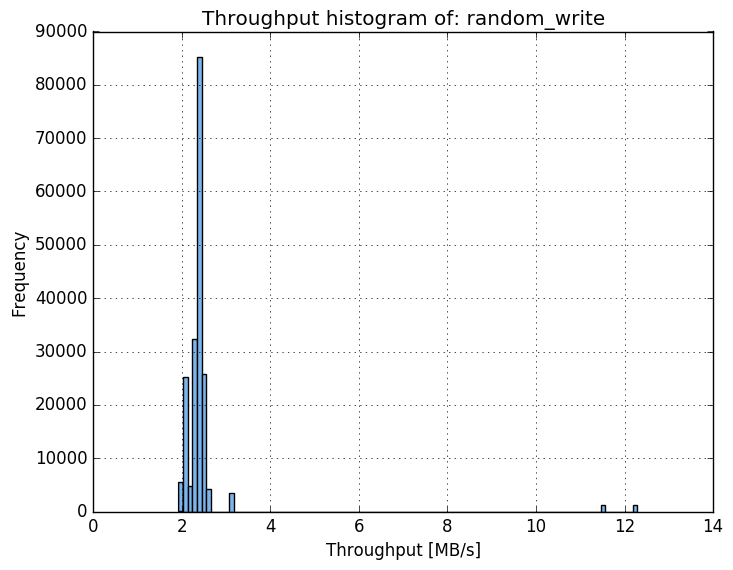 Throughput histogram of: random_write
90000
80000
70000
60000
50000
40000
30000
20000
10000
0
Frequency
0 2 4 6 8 10 12 14
Throughput [MB/s]